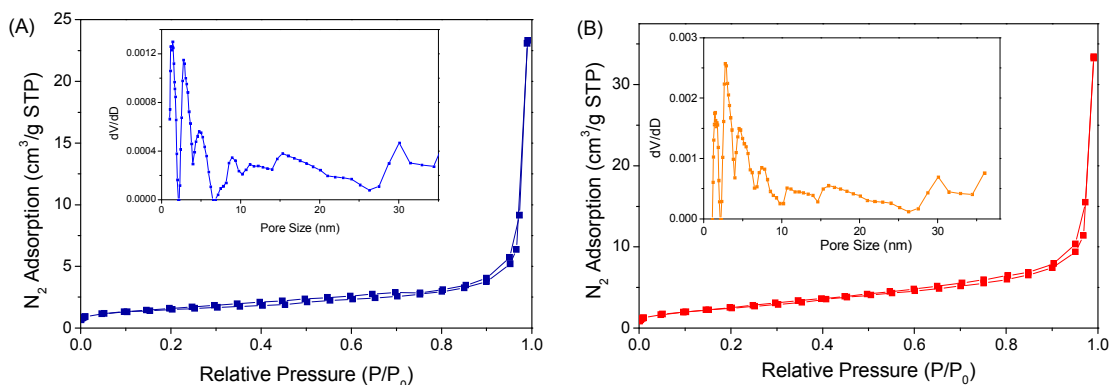 (A)
N₂ Adsorption (cm³/g STP)
25
20
15
10
5
0
0.0 0.2 0.4 0.6 0.8 1.0
Relative Pressure (P/P₀)
dV/dD
0.0012
0.0008
0.0004
0.0000
0 10 20 30
Pore Size (nm)
(B)
N₂ Adsorption (cm³/g STP)
30
20
10
0
0.0 0.2 0.4 0.6 0.8 1.0
Relative Pressure (P/P₀)
dV/dD
0.003
0.002
0.001
0.000
0 10 20 30
Pore Size (nm)